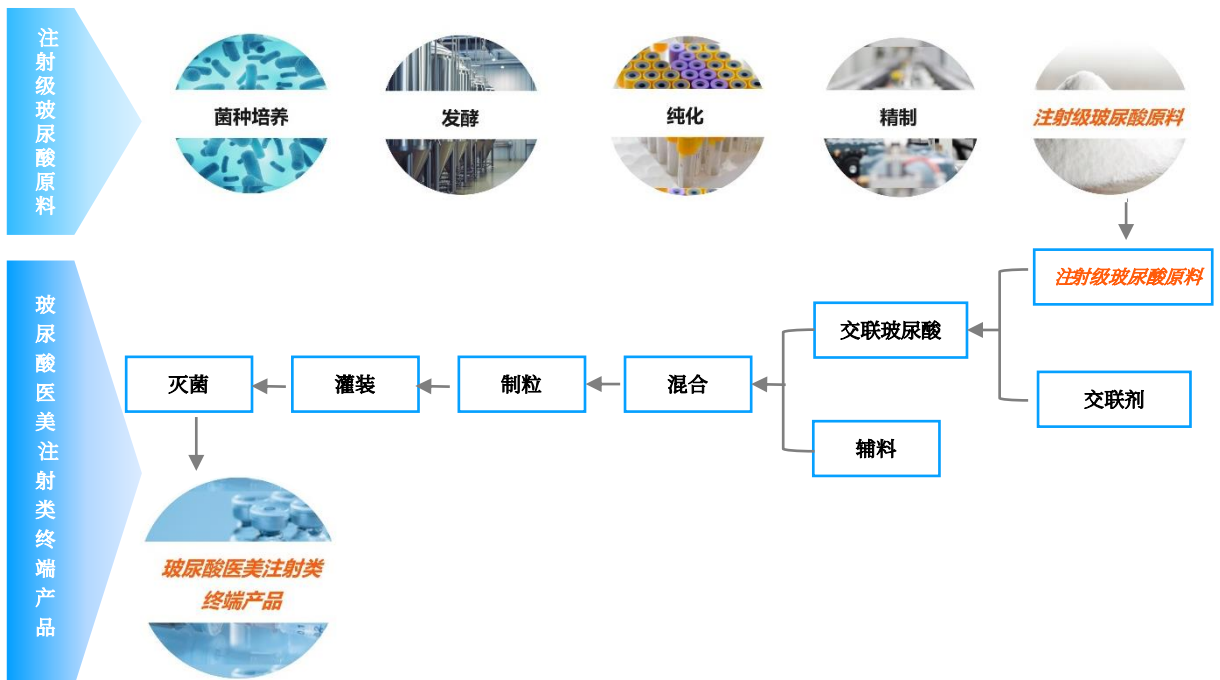 注射级玻尿酸原料
菌种培养
发酵
纯化
精制
注射级玻尿酸原料
玻尿酸医美注射类终端产品
注射级玻尿酸原料
交联玻尿酸
交联剂
灭菌
灌装
制粒
混合
辅料
玻尿酸医美注射类
终端产品